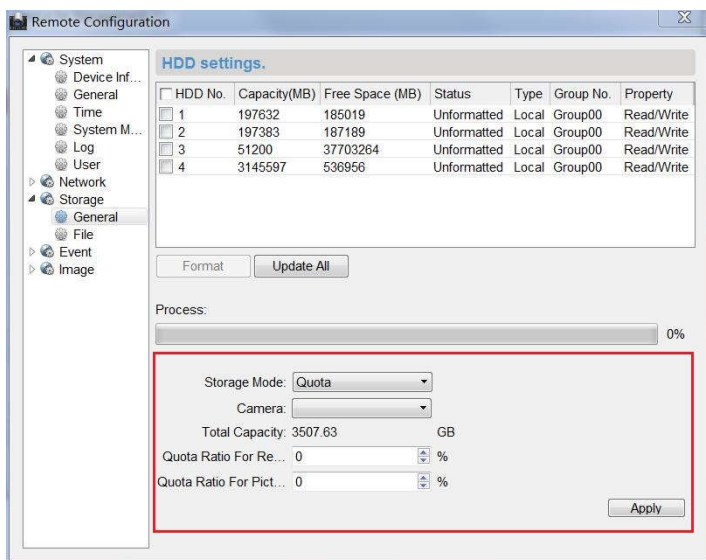 Remote Configuration
System
Device Inf...
General
Time
System M...
Log
User
Network
Storage
General
File
Event
Image
HDD settings.
HDD No. Capacity(MB) Free Space (MB) Status Type Group No. Property
1 197632 185019 Unformatted Local Group00 Read/Write
2 197383 187189 Unformatted Local Group00 Read/Write
3 51200 37703264 Unformatted Local Group00 Read/Write
4 3145597 536956 Unformatted Local Group00 Read/Write
Format Update All
Process:
0%
Storage Mode: Quota
Camera:
Total Capacity: 3507.63 GB
Quota Ratio For Re... 0 %
Quota Ratio For Pict... 0 %
Apply